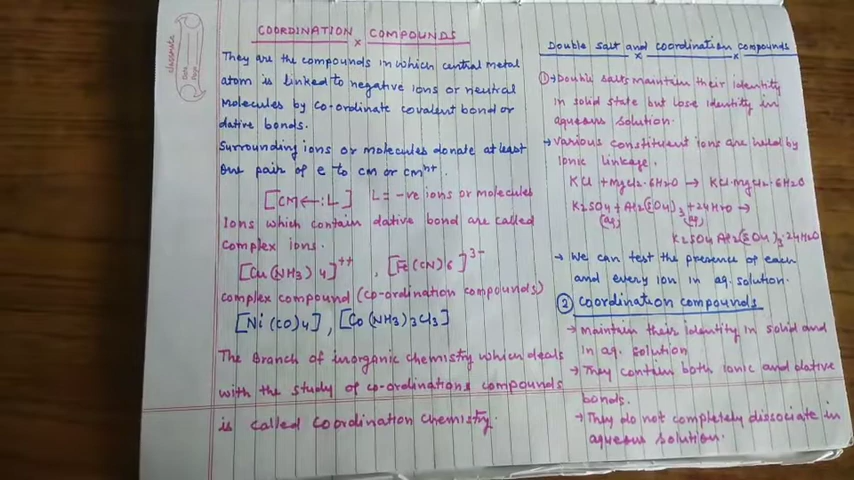 COORDINATION x COMPOUNDS
They are the compounds in which central metal
atom is linked to negative ions or neutral
Molecules by co-ordinate covalent bond or
dative bonds.
Surrounding ions or molecules donate at least
one pair of e to CM or CMⁿ⁺.
[CM←:L] L = -ve ions or molecules
Ions which contain dative bond are called
complex ions.
[Cu(NH3)4]⁺⁺, [Fe(CN)6]³⁻
complex compound (co-ordination compounds)
[Ni(CO)4], [Co(NH3)3Cl3]
The Branch of inorganic chemistry which deals
with the study of co-ordinations compounds
is called Coordination Chemistry.
Double salt and coordination compounds
① → Double salts maintain their identity
in solid state but lose identity in
aqueous solution.
→ Various constituent ions are held by
ionic linkage.
KCl + MgCl2·6H2O → KCl·MgCl2·6H2O
K2SO4 + Al2(SO4)3 + 24H2O →
(aq) (aq)
K2SO4 Al2(SO4)3·24H2O
→ We can test the presence of each
and every ion in aq. solution.
② Coordination compounds
→ maintain their identity in solid and
in aq. solution
→ They contain both ionic and dative
bonds.
→ They do not completely dissociate in
aqueous solution.